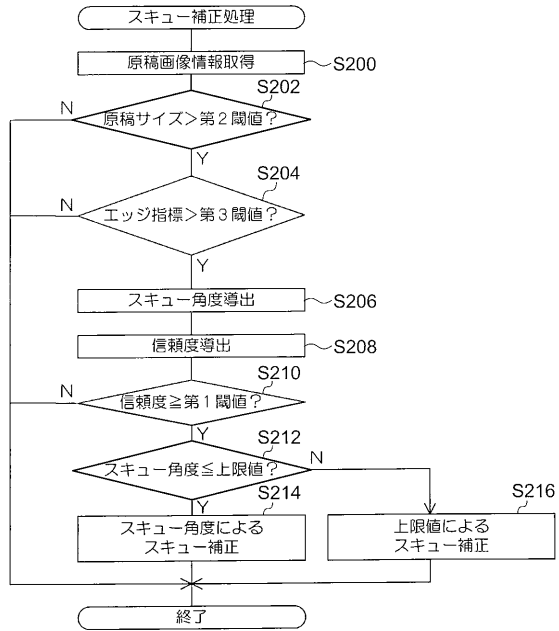 スキュー補正処理
原稿画像情報取得
S200
S202
N
原稿サイズ＞第２閾値？
Y
S204
N
エッジ指標＞第３閾値？
Y
スキュー角度導出
S206
信頼度導出
S208
S210
N
信頼度≧第１閾値？
Y
S212
スキュー角度≦上限値？
N
Y
S214
S216
スキュー角度による
スキュー補正
上限値による
スキュー補正
終了